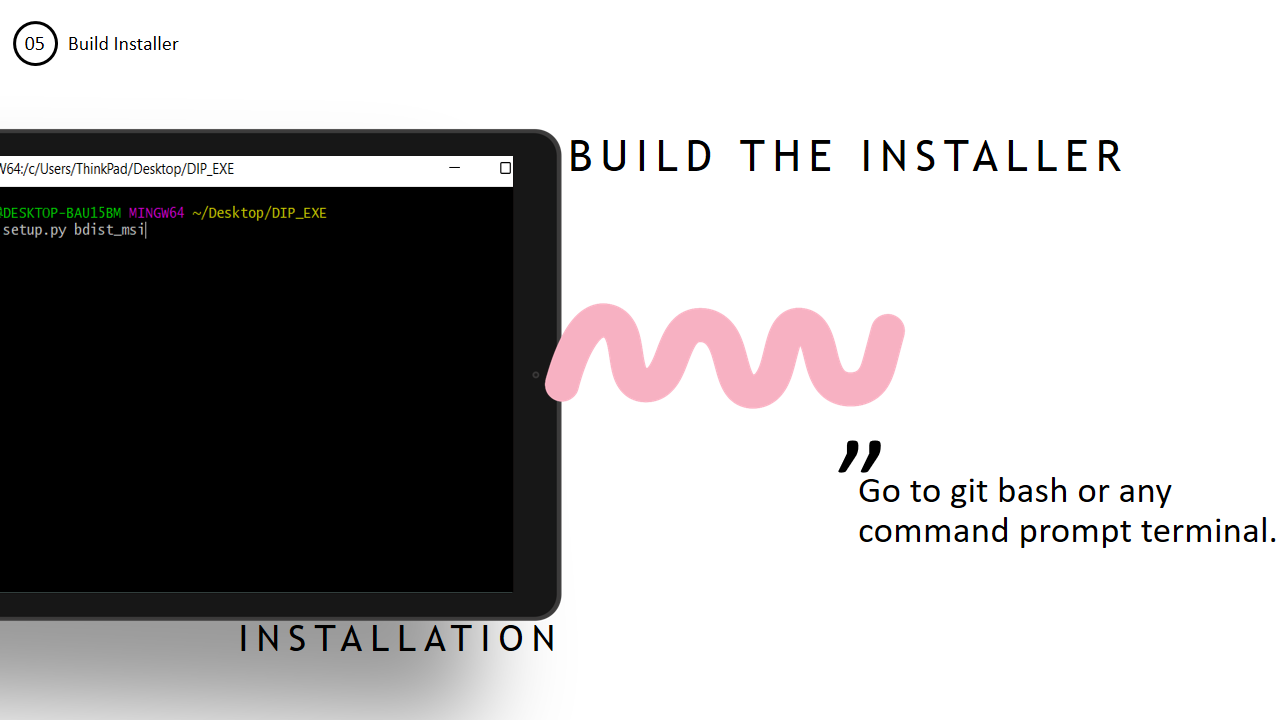 05 Build Installer
BUILD THE INSTALLER
W64:/c/Users/ThinkPad/Desktop/DIP_EXE
DESKTOP-BAU15BM MINGW64 ~/Desktop/DIP_EXE
setup.py bdist_msi
”
Go to git bash or any
command prompt terminal.
INSTALLATION